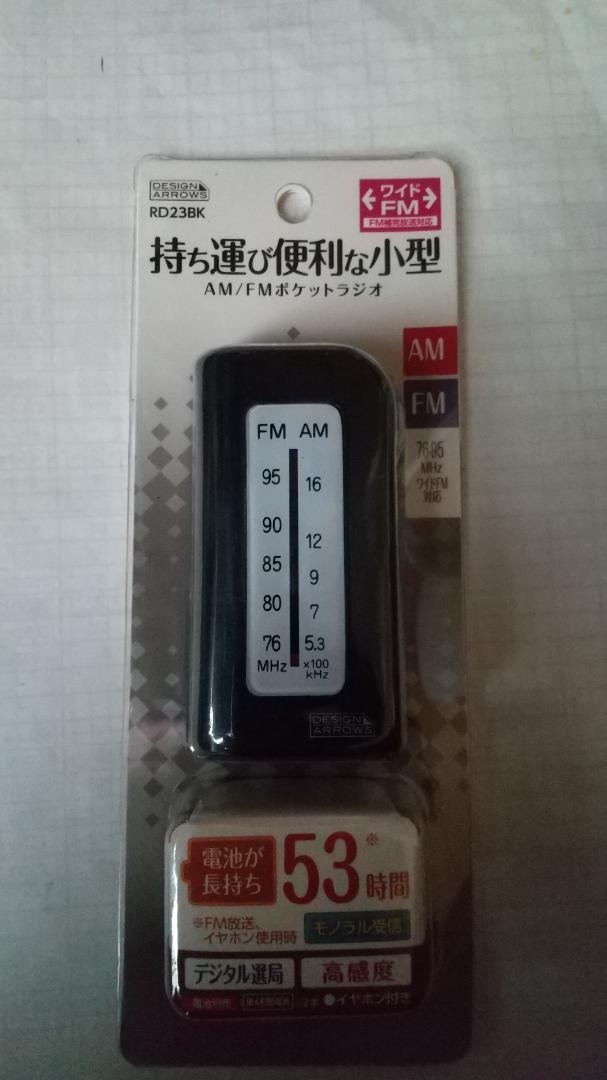 DESIGN
ARROWS
RD23BK
ワイド
FM
FM補完放送対応
持ち運び便利な小型
AM/FMポケットラジオ
AM
FM
76-95
MHz
ワイドFM
対応
FM AM
95 16
90 12
85 9
80 7
76 5.3
MHz ×100
kHz
DESIGN
ARROWS
電池が
長持ち
53※時間
※FM放送、
イヤホン使用時
モノラル受信
デジタル選局
高感度
●イヤホン付き